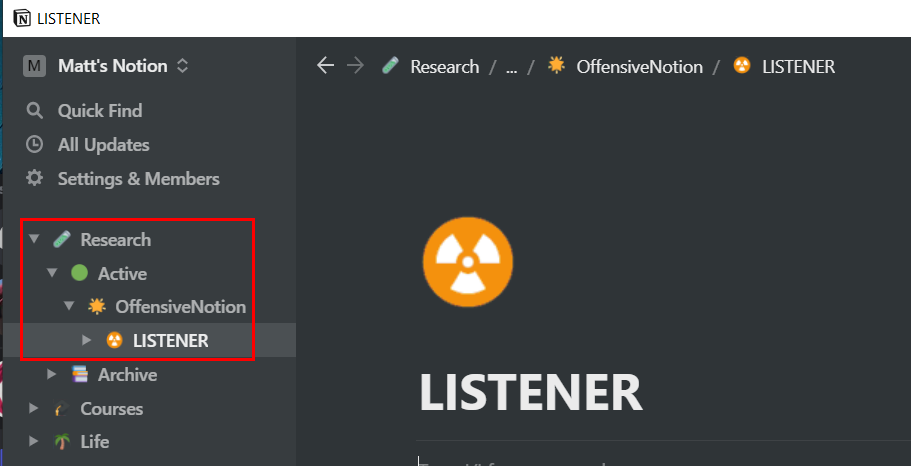 LISTENER
M Matt's Notion
Research / ... / OffensiveNotion / LISTENER
Quick Find
All Updates
Settings & Members
Research
Active
OffensiveNotion
LISTENER
Archive
Courses
Life
LISTENER